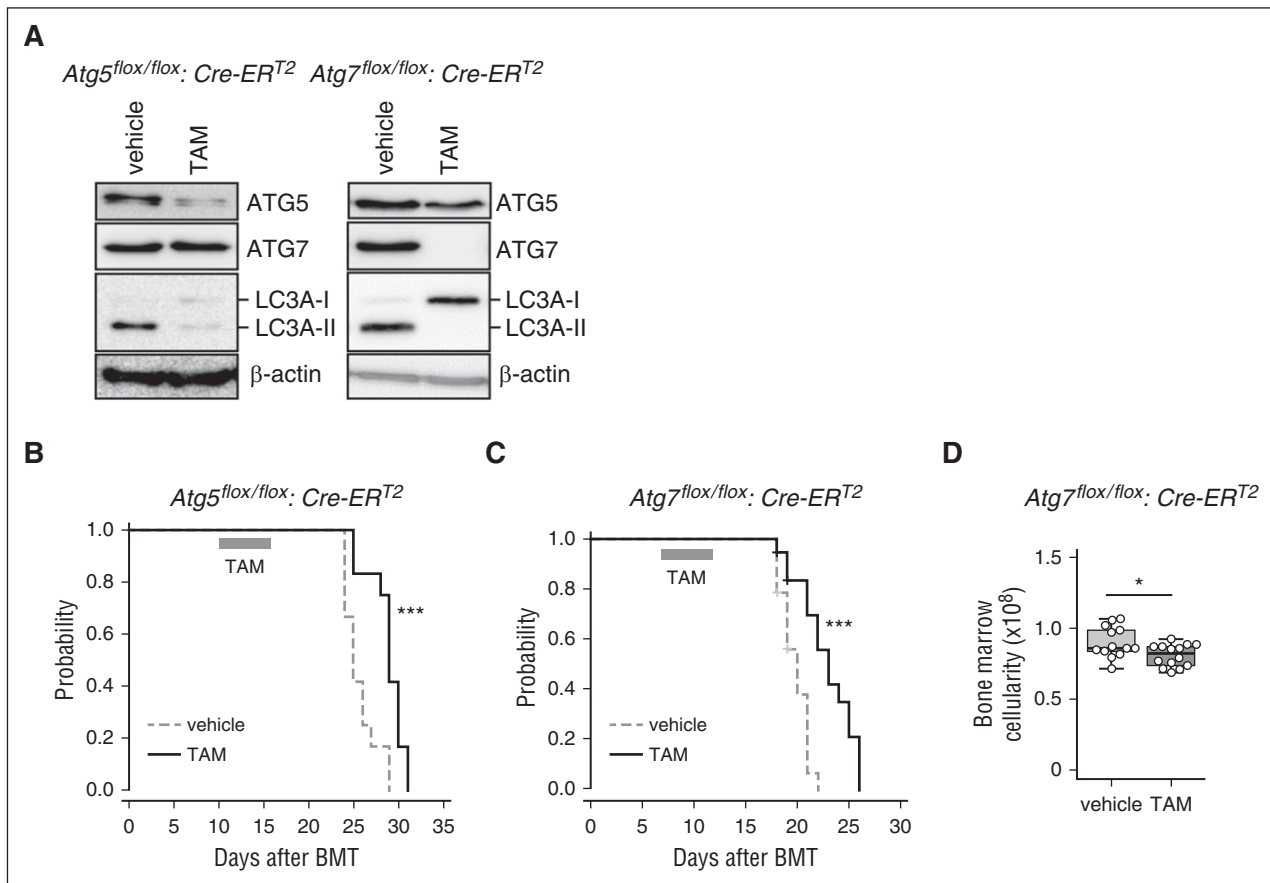 A
Atg5flox/flox: Cre-ERT2 Atg7flox/flox: Cre-ERT2
vehicle TAM vehicle TAM
ATG5 ATG5
ATG7 ATG7
LC3A-I LC3A-I
LC3A-II LC3A-II
β-actin β-actin
B
Atg5flox/flox: Cre-ERT2
Probability
1.0
0.8
0.6
0.4
0.2
0.0
TAM
***
vehicle
TAM
0 5 10 15 20 25 30 35
Days after BMT
C
Atg7flox/flox: Cre-ERT2
Probability
1.0
0.8
0.6
0.4
0.2
0.0
TAM
***
vehicle
TAM
0 5 10 15 20 25 30
Days after BMT
D
Atg7flox/flox: Cre-ERT2
Bone marrow
cellularity (x108)
1.5
1.0
0.5
0
*
vehicle TAM